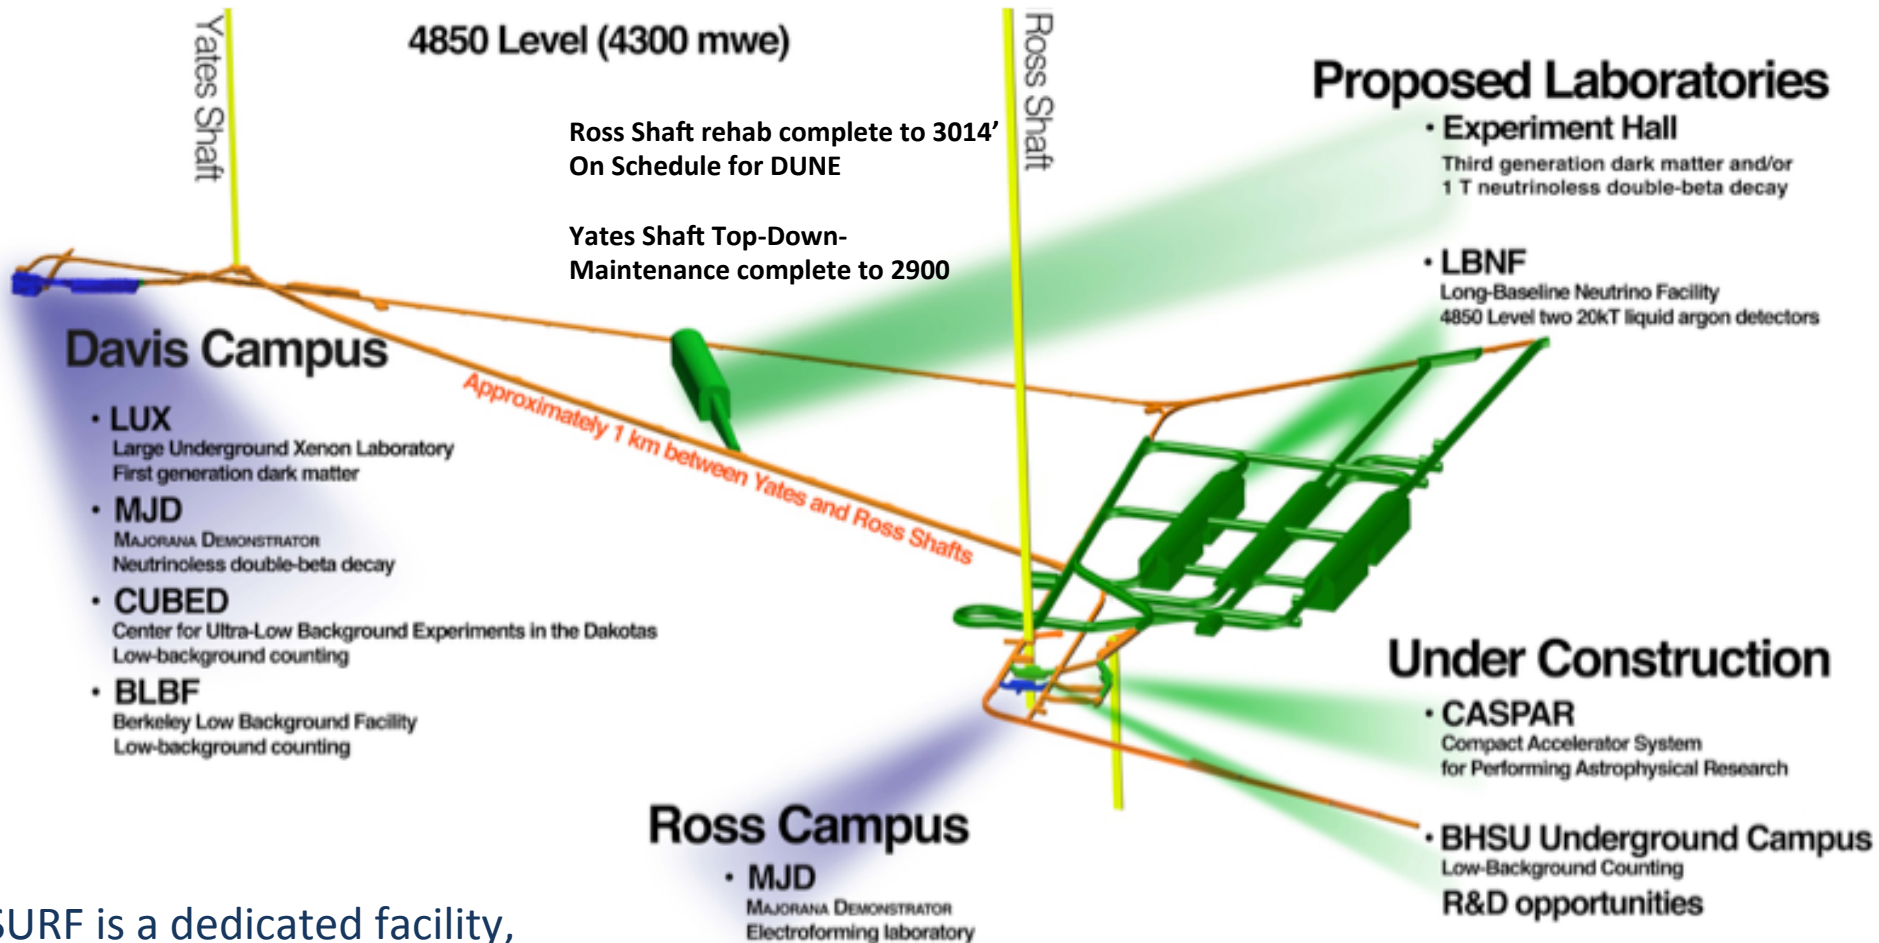 Yates Shaft
4850 Level (4300 mwe)
Ross Shaft
Ross Shaft rehab complete to 3014’
On Schedule for DUNE
Yates Shaft Top-Down-
Maintenance complete to 2900
Proposed Laboratories
• Experiment Hall
Third generation dark matter and/or
1 T neutrinoless double-beta decay
• LBNF
Long-Baseline Neutrino Facility
4850 Level two 20kT liquid argon detectors
Davis Campus
• LUX
Large Underground Xenon Laboratory
First generation dark matter
• MJD
MAJORANA DEMONSTRATOR
Neutrinoless double-beta decay
• CUBED
Center for Ultra-Low Background Experiments in the Dakotas
Low-background counting
• BLBF
Berkeley Low Background Facility
Low-background counting
Approximately 1 km between Yates and Ross Shafts
Under Construction
• CASPAR
Compact Accelerator System
for Performing Astrophysical Research
• BHSU Underground Campus
Low-Background Counting
R&D opportunities
Ross Campus
• MJD
MAJORANA DEMONSTRATOR
Electroforming laboratory
SURF is a dedicated facility,